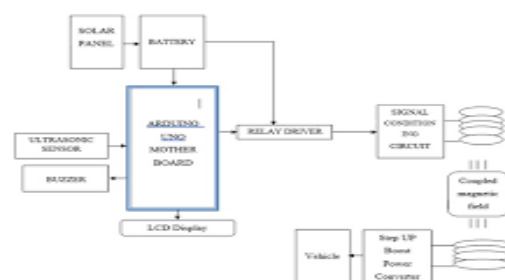 SOLAR
PANEL
BATTERY
ARDUINO
UNO
MOTHER
BOARD
ULTRASONIC
SENSOR
BUZZER
LCD Display
RELAY DRIVER
SIGNAL
CONDITION
ING
CIRCUIT
Coupled
magnetic
field
Vehicle
Step UP
Boost
Power
Converter